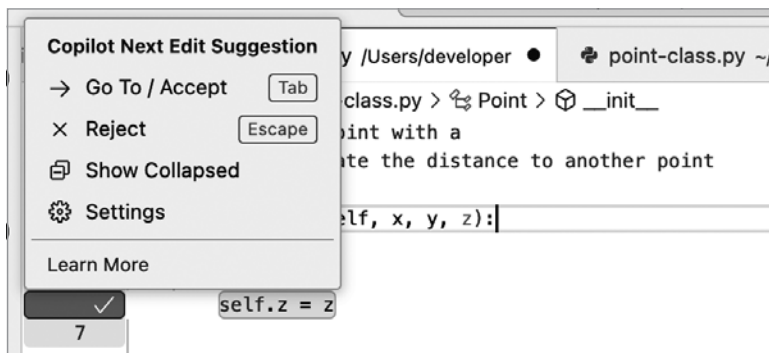 Copilot Next Edit Suggestion
y /Users/developer ● point-class.py ~/
Go To / Accept Tab
-class.py > Point > __init__
Reject Escape
oint with a
Show Collapsed
ate the distance to another point
Settings
elf, x, y, z):
Learn More
self.z = z
7